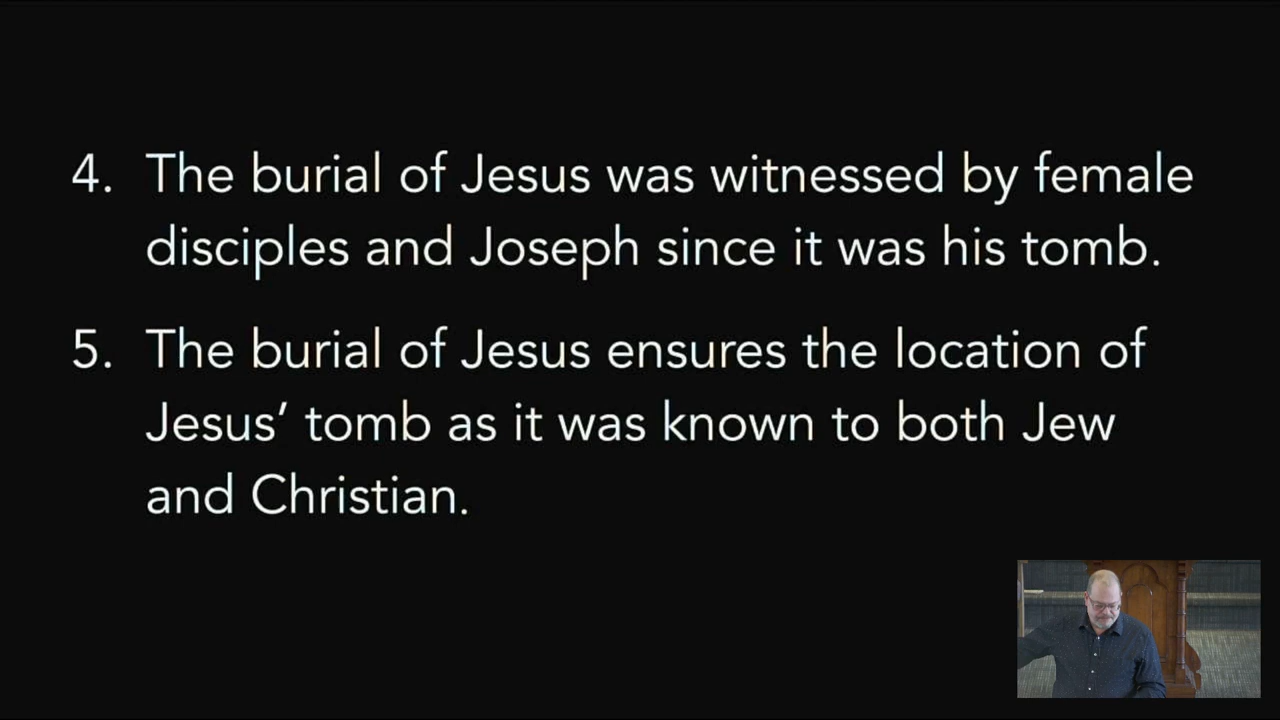 4. The burial of Jesus was witnessed by female
disciples and Joseph since it was his tomb.
5. The burial of Jesus ensures the location of
Jesus’ tomb as it was known to both Jew
and Christian.